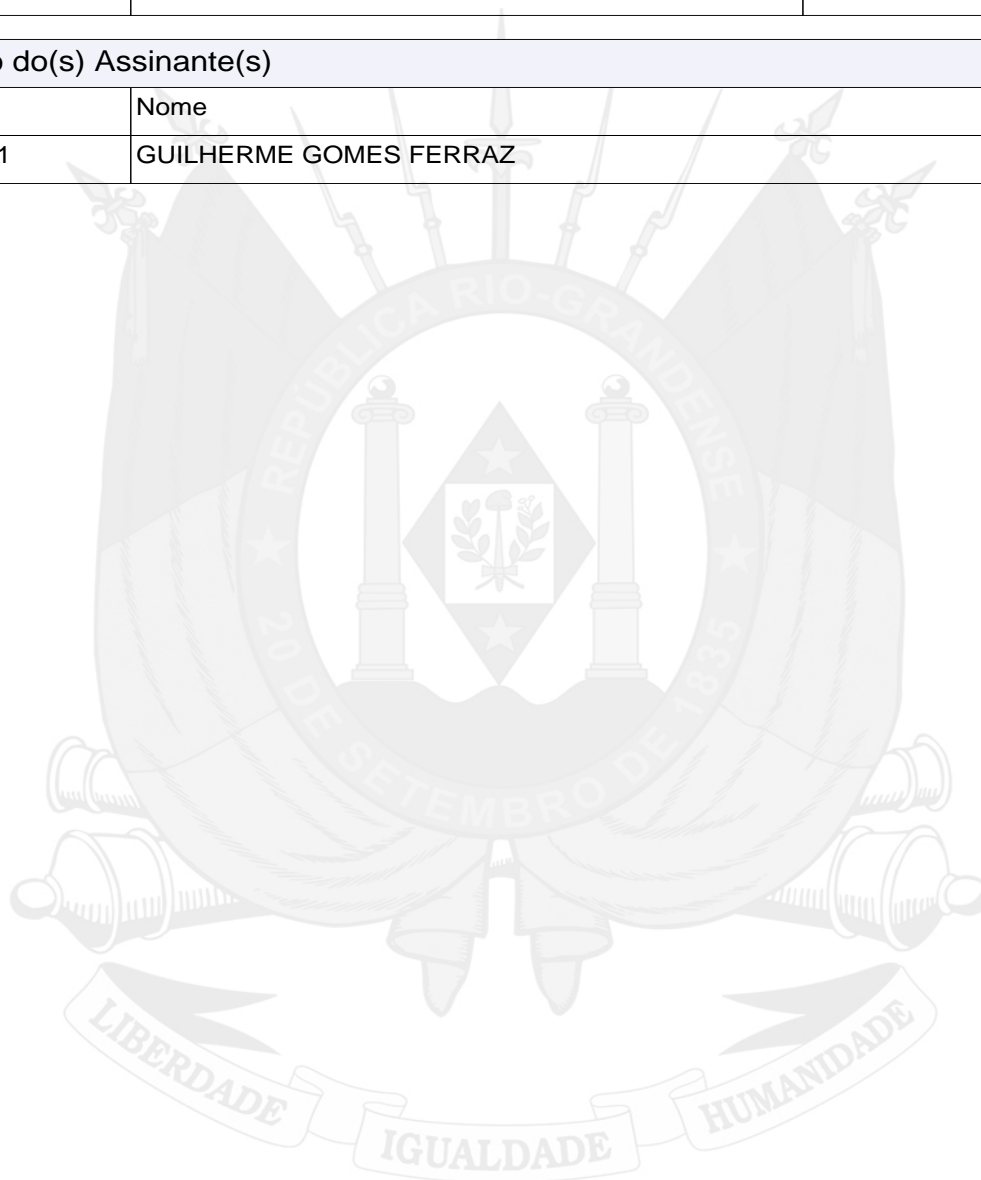 o do(s) Assinante(s)
Nome
1
GUILHERME GOMES FERRAZ
REPÚBLICA RIO-GRANDENSE
20 DE SETEMBRO DE 1835
LIBERDADE
IGUALDADE
HUMANIDADE